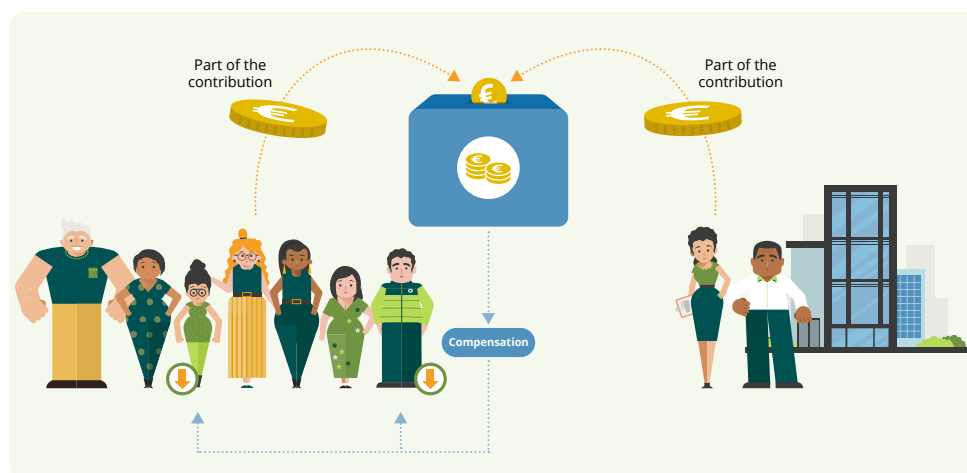 Part of the
contribution
Part of the
contribution
€
€
€
€
€
Compensation